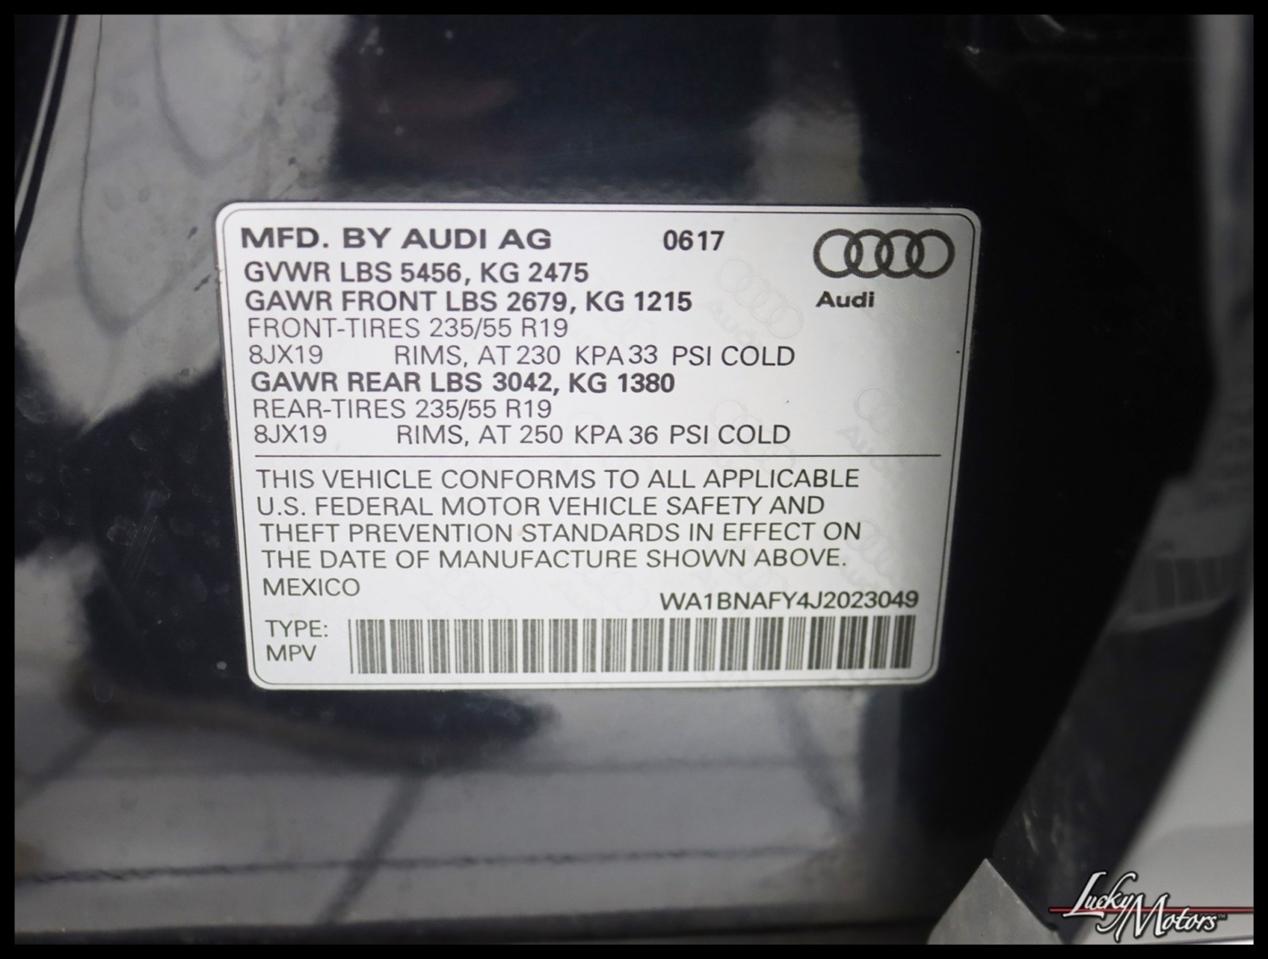 MFD. BY AUDI AG 0617
GVWR LBS 5456, KG 2475
GAWR FRONT LBS 2679, KG 1215
Audi
FRONT-TIRES 235/55 R19
8JX19 RIMS, AT 230 KPA 33 PSI COLD
GAWR REAR LBS 3042, KG 1380
REAR-TIRES 235/55 R19
8JX19 RIMS, AT 250 KPA 36 PSI COLD
THIS VEHICLE CONFORMS TO ALL APPLICABLE
U.S. FEDERAL MOTOR VEHICLE SAFETY AND
THEFT PREVENTION STANDARDS IN EFFECT ON
THE DATE OF MANUFACTURE SHOWN ABOVE.
MEXICO
WA1BNAFY4J2023049
TYPE:
MPV
Lucky Motors